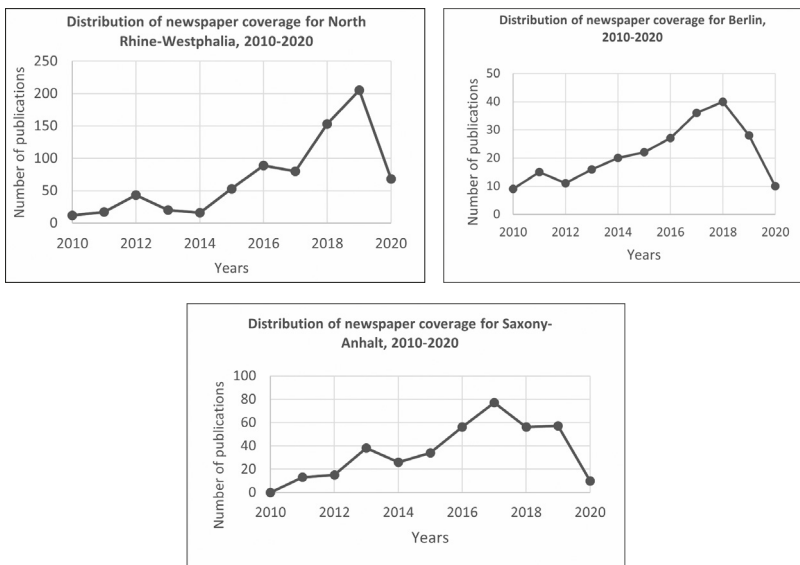 Distribution of newspaper coverage for North
Rhine-Westphalia, 2010-2020
Number of publications
250
200
150
100
50
0
2010 2012 2014 2016 2018 2020
Years
Distribution of newspaper coverage for Berlin,
2010-2020
Number of publications
50
40
30
20
10
0
2010 2012 2014 2016 2018 2020
Years
Distribution of newspaper coverage for Saxony-
Anhalt, 2010-2020
Number of publications
100
80
60
40
20
0
2010 2012 2014 2016 2018 2020
Years